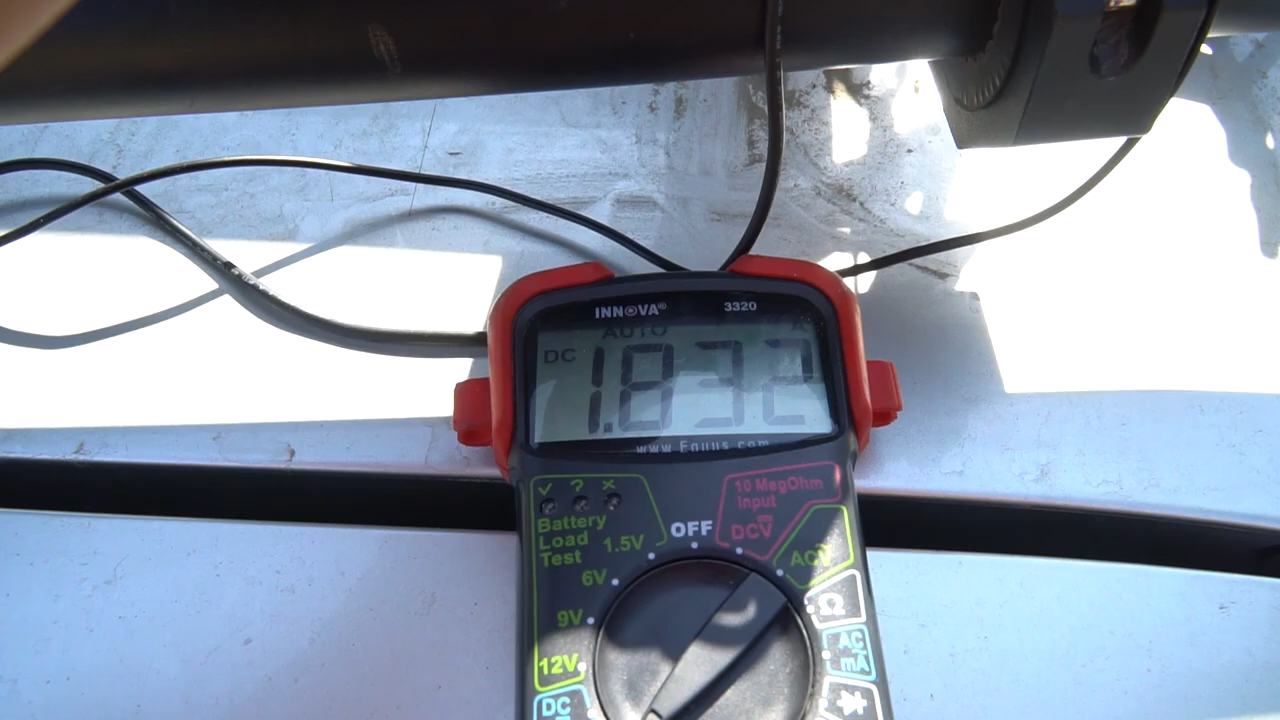 INNOVA® 3320
AUTO
DC 1.832
www.Equus.com
✓ ? ×
Battery
Load
Test
1.5V
6V
9V
12V
OFF
10 MegOhm
Input
DCV
ACV
Ω
AC
mA
DC